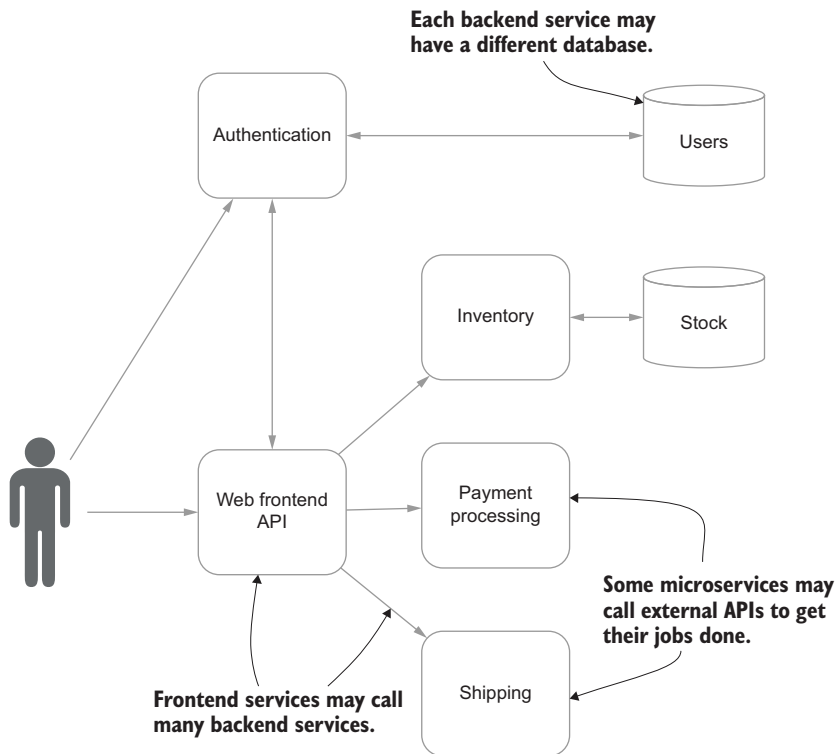 Each backend service may
have a different database.
Authentication
Users
Inventory
Stock
Web frontend
API
Payment
processing
Some microservices may
call external APIs to get
their jobs done.
Shipping
Frontend services may call
many backend services.